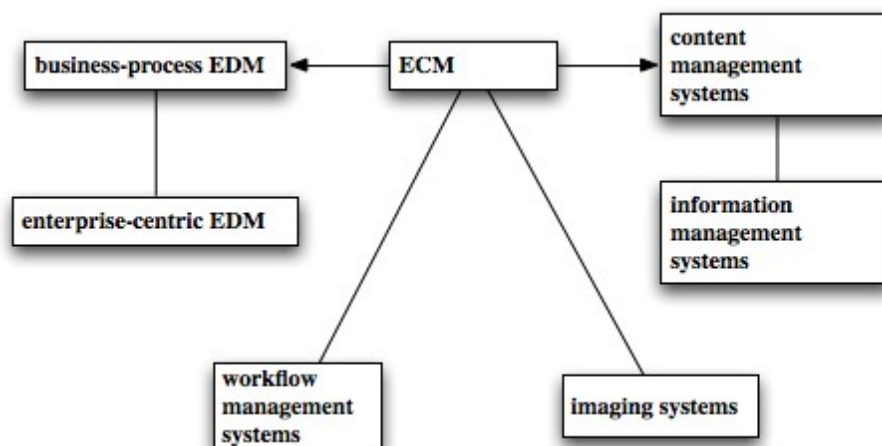 business-process EDM
ECM
content
management
systems
enterprise-centric EDM
information
management
systems
workflow
management
systems
imaging systems